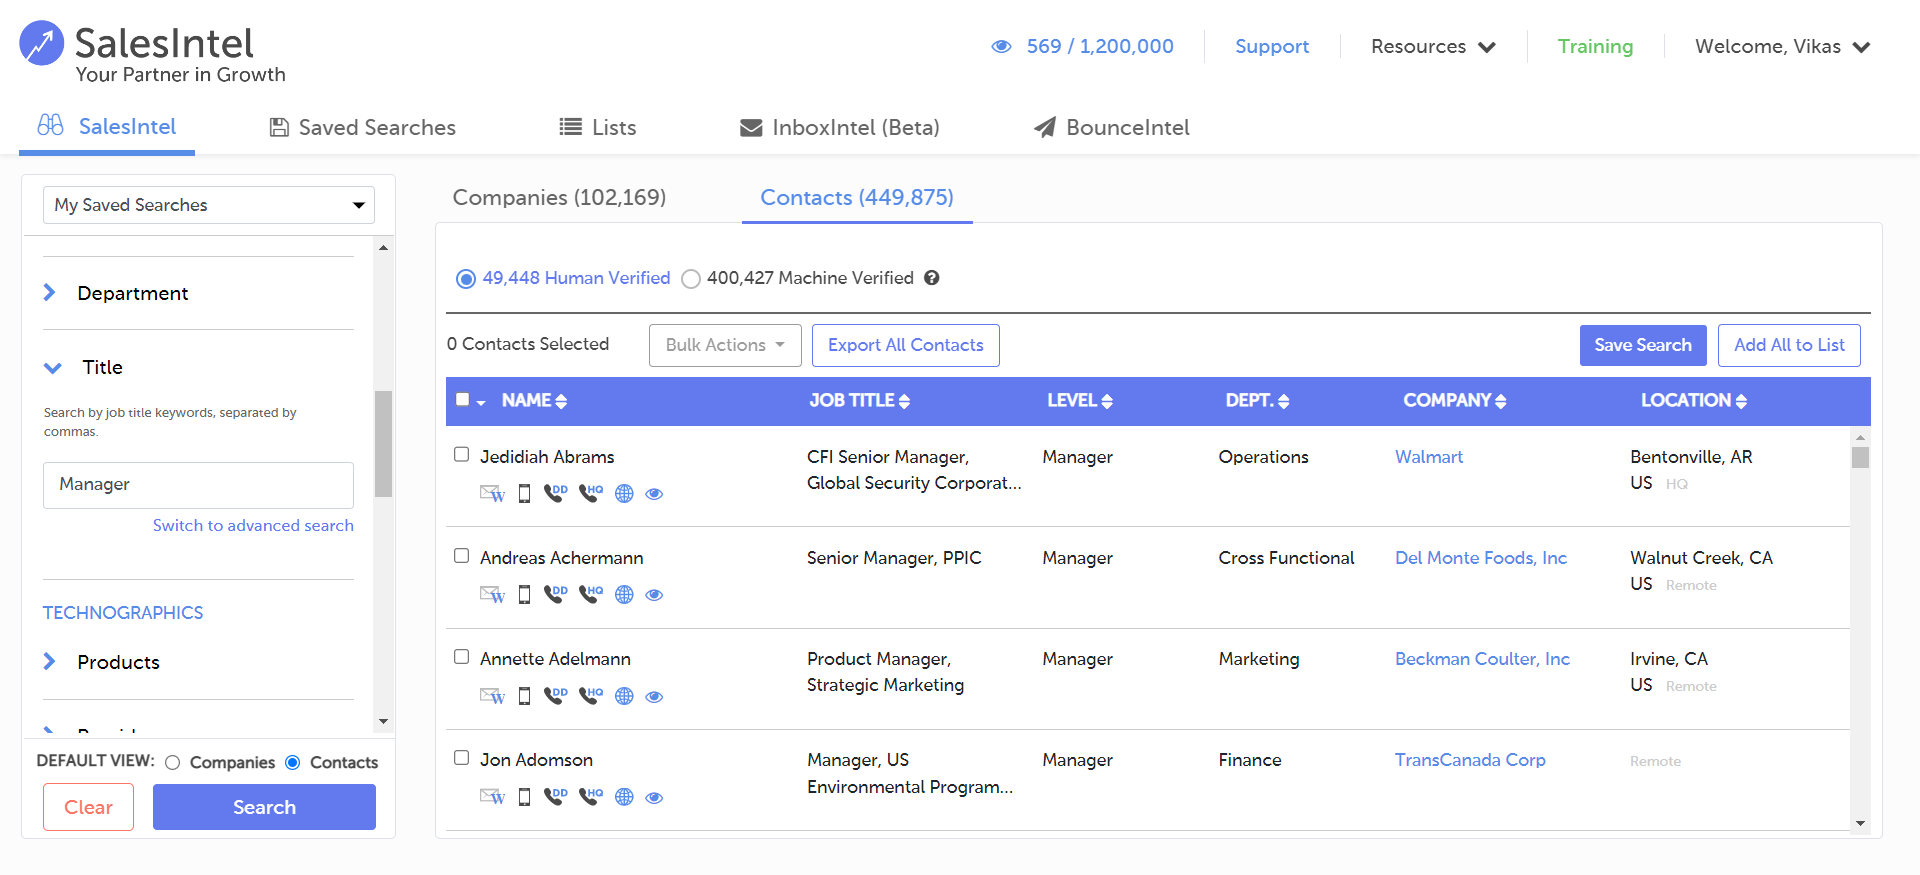 SalesIntel
Your Partner in Growth
569 / 1,200,000
Support
Resources
Training
Welcome, Vikas
SalesIntel
Saved Searches
Lists
InboxIntel (Beta)
BounceIntel
My Saved Searches
Department
Title
Search by job title keywords, separated by
commas.
Manager
Switch to advanced search
TECHNOGRAPHICS
Products
DEFAULT VIEW: Companies Contacts
Clear
Search
Companies (102,169)
Contacts (449,875)
49,448 Human Verified
400,427 Machine Verified ?
0 Contacts Selected
Bulk Actions
Export All Contacts
Save Search
Add All to List
NAME JOB TITLE LEVEL DEPT. COMPANY LOCATION
Jedidiah Abrams CFI Senior Manager, Manager Operations Walmart Bentonville, AR
Global Security Corporat... US HQ
W DD HQ
Andreas Achermann Senior Manager, PPIC Manager Cross Functional Del Monte Foods, Inc Walnut Creek, CA
US Remote
W DD HQ
Annette Adelmann Product Manager, Manager Marketing Beckman Coulter, Inc Irvine, CA
Strategic Marketing US Remote
W DD HQ
Jon Adomson Manager, US Manager Finance TransCanada Corp Remote
Environmental Program...
W DD HQ